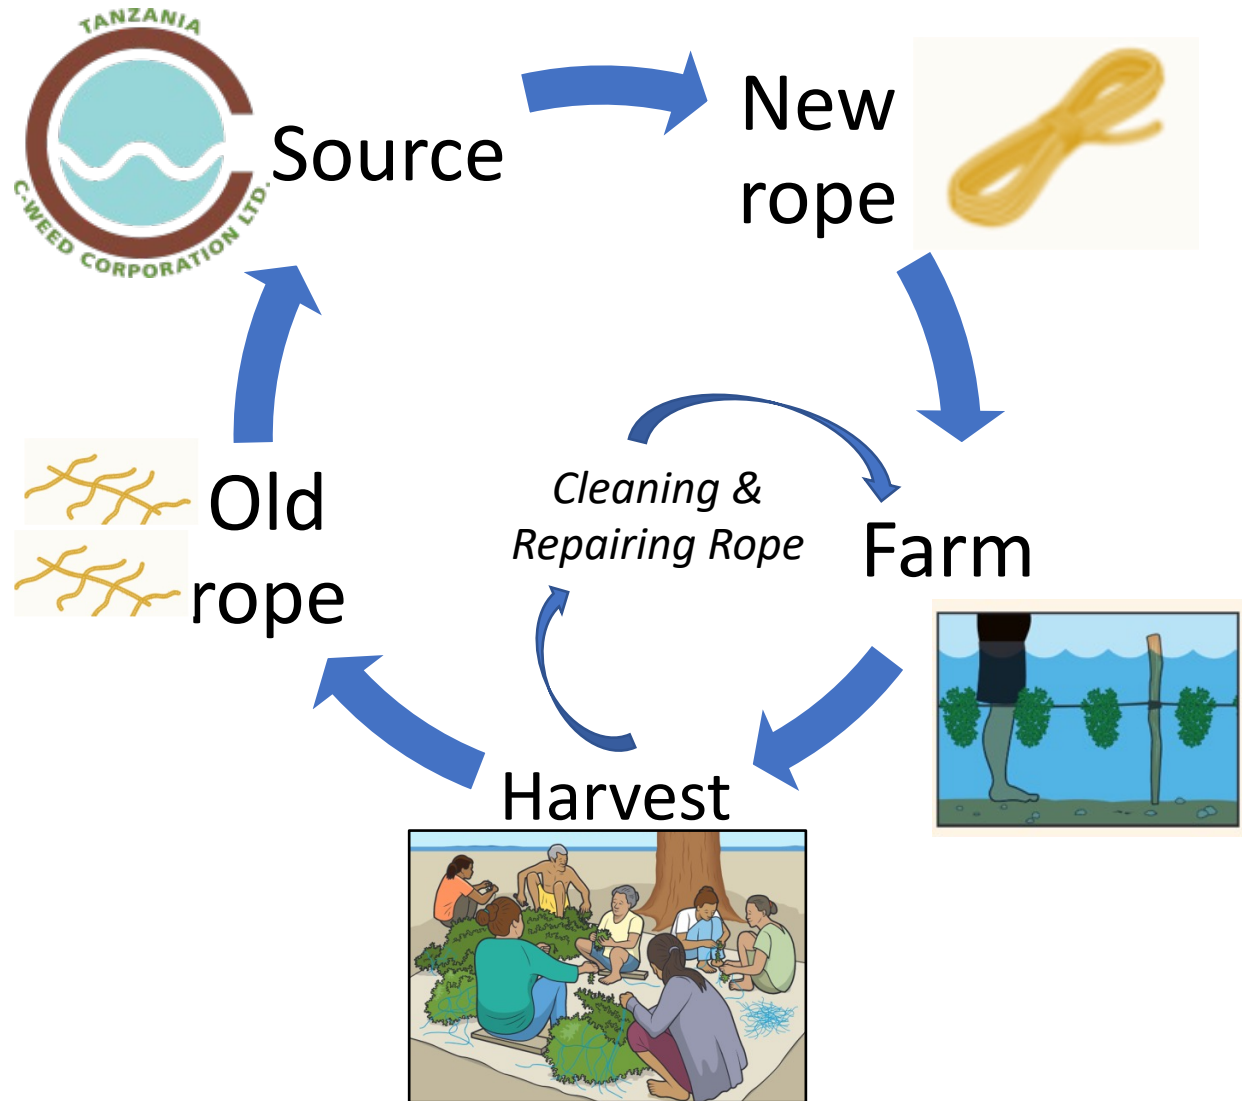 TANZANIA
C-WEED CORPORATION LTD.
Source
New
rope
Cleaning &
Repairing Rope
Farm
Old
rope
Harvest